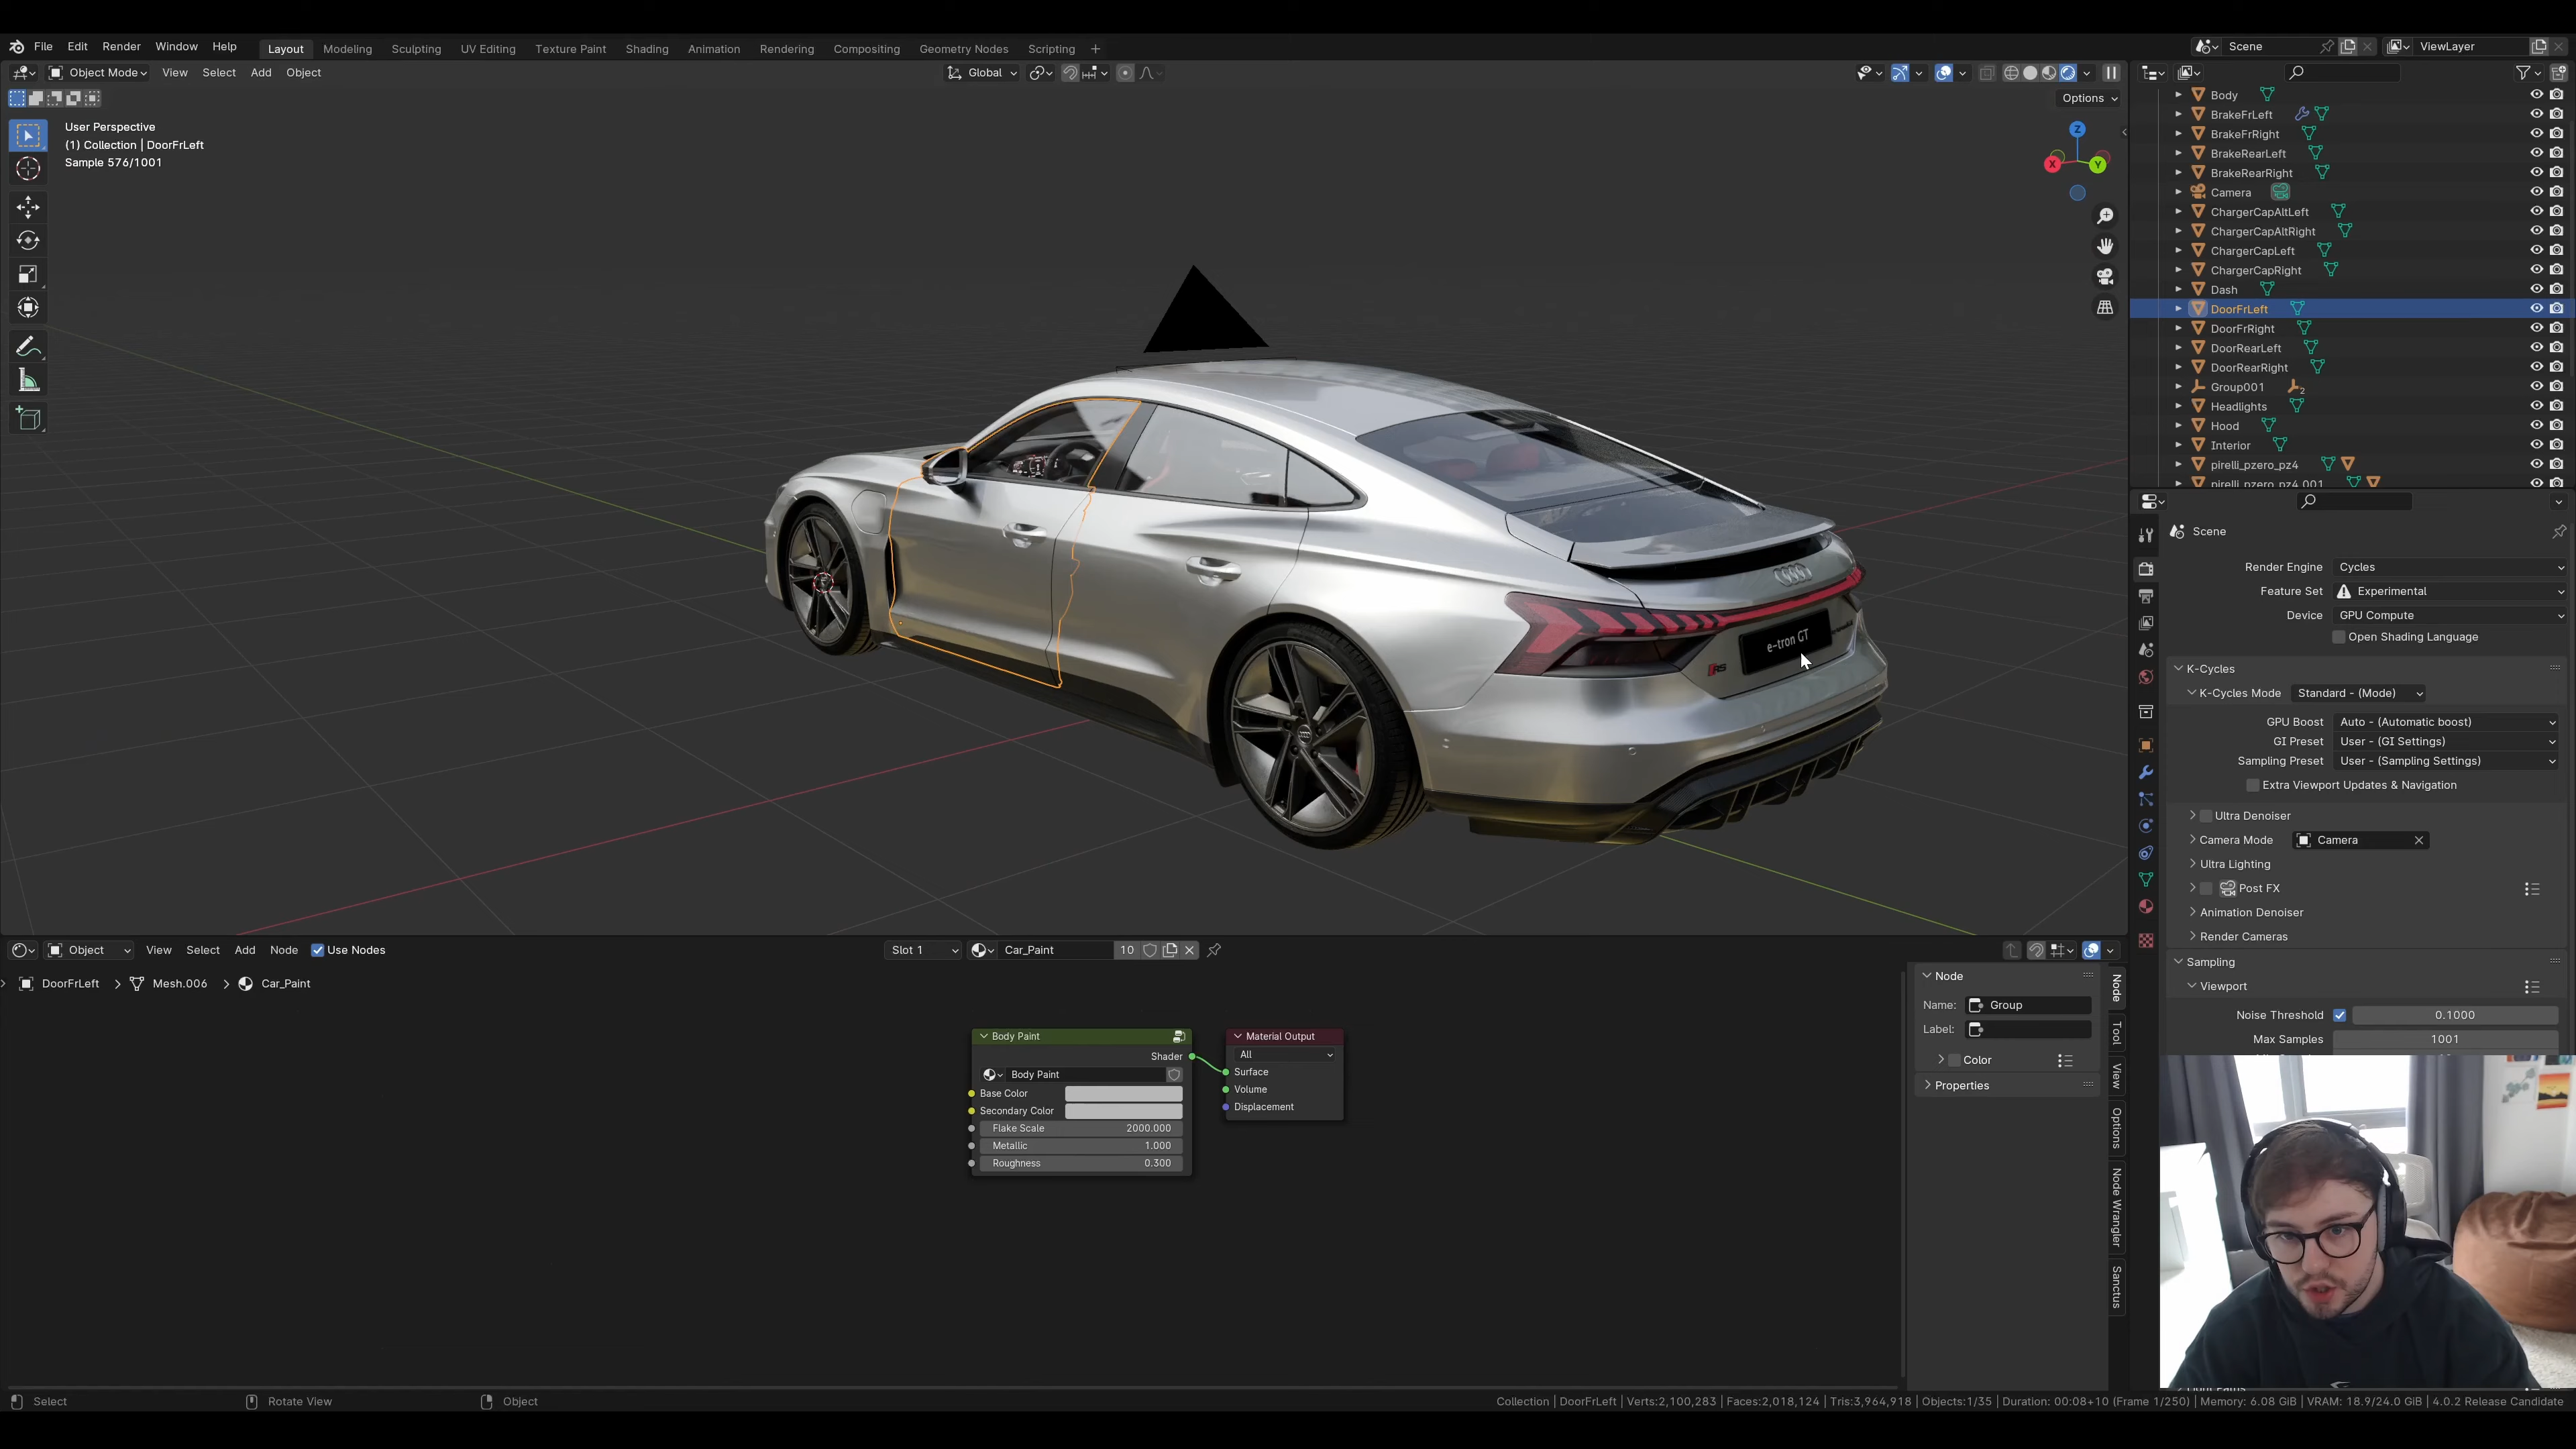 File Edit Render Window Help Layout Modeling Sculpting UV Editing Texture Paint Shading Animation Rendering Compositing Geometry Nodes Scripting + Scene ViewLayer
Object Mode View Select Add Object Global
Options
User Perspective
(1) Collection | DoorFrLeft
Sample 576/1001
Z
X
Y
Body
BrakeFrLeft
BrakeFrRight
BrakeRearLeft
BrakeRearRight
Camera
ChargerCapAltLeft
ChargerCapAltRight
ChargerCapLeft
ChargerCapRight
Dash
DoorFrLeft
DoorFrRight
DoorRearLeft
DoorRearRight
Group001 2
Headlights
Hood
Interior
pirelli_pzero_pz4
pirelli_pzero_pz4.001
e-tron GT
RS
Scene
Render Engine Cycles
Feature Set Experimental
Device GPU Compute
Open Shading Language
K-Cycles
K-Cycles Mode Standard - (Mode)
GPU Boost Auto - (Automatic boost)
GI Preset User - (GI Settings)
Sampling Preset User - (Sampling Settings)
Extra Viewport Updates & Navigation
Ultra Denoiser
Camera Mode Camera
Ultra Lighting
Post FX
Animation Denoiser
Render Cameras
Sampling
Viewport
Noise Threshold 0.1000
Max Samples 1001
Object View Select Add Node Use Nodes Slot 1 Car_Paint 10
DoorFrLeft > Mesh.006 > Car_Paint
Body Paint
Shader
Body Paint
Base Color
Secondary Color
Flake Scale 2000.000
Metallic 1.000
Roughness 0.300
Material Output
All
Surface
Volume
Displacement
Node
Name: Group
Label:
Color
Properties
Node
Tool
View
Options
Node Wrangler
Sanctus
Select Rotate View Object Collection | DoorFrLeft | Verts:2,100,283 | Faces:2,018,124 | Tris:3,964,918 | Objects:1/35 | Duration: 00:08+10 (Frame 1/250) | Memory: 6.08 GiB | VRAM: 18.9/24.0 GiB | 4.0.2 Release Candidate